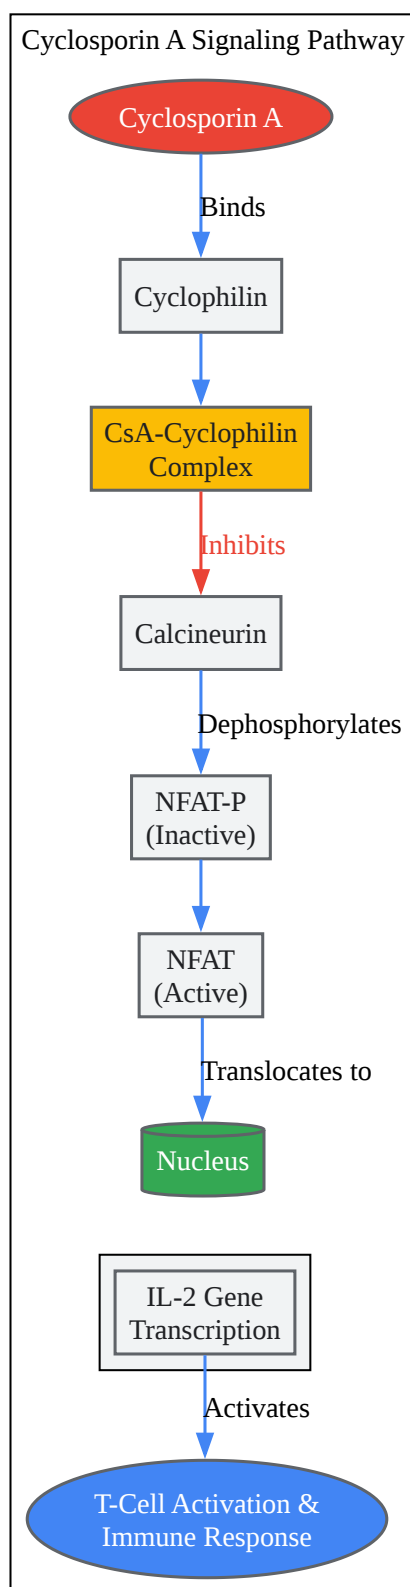 Cyclosporin A Signaling Pathway
Cyclosporin A
Binds
Cyclophilin
CsA-Cyclophilin
Complex
Inhibits
Calcineurin
Dephosphorylates
NFAT-P
(Inactive)
NFAT
(Active)
Translocates to
Nucleus
IL-2 Gene
Transcription
Activates
T-Cell Activation &
Immune Response